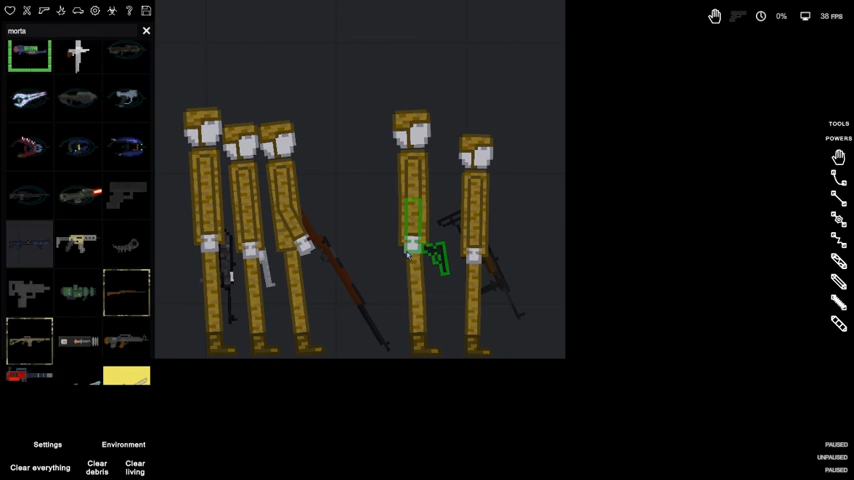 0%
38 FPS
morta
TOOLS
POWERS
Settings
Environment
Clear everything
Clear debris
Clear living
PAUSED
UNPAUSED
PAUSED